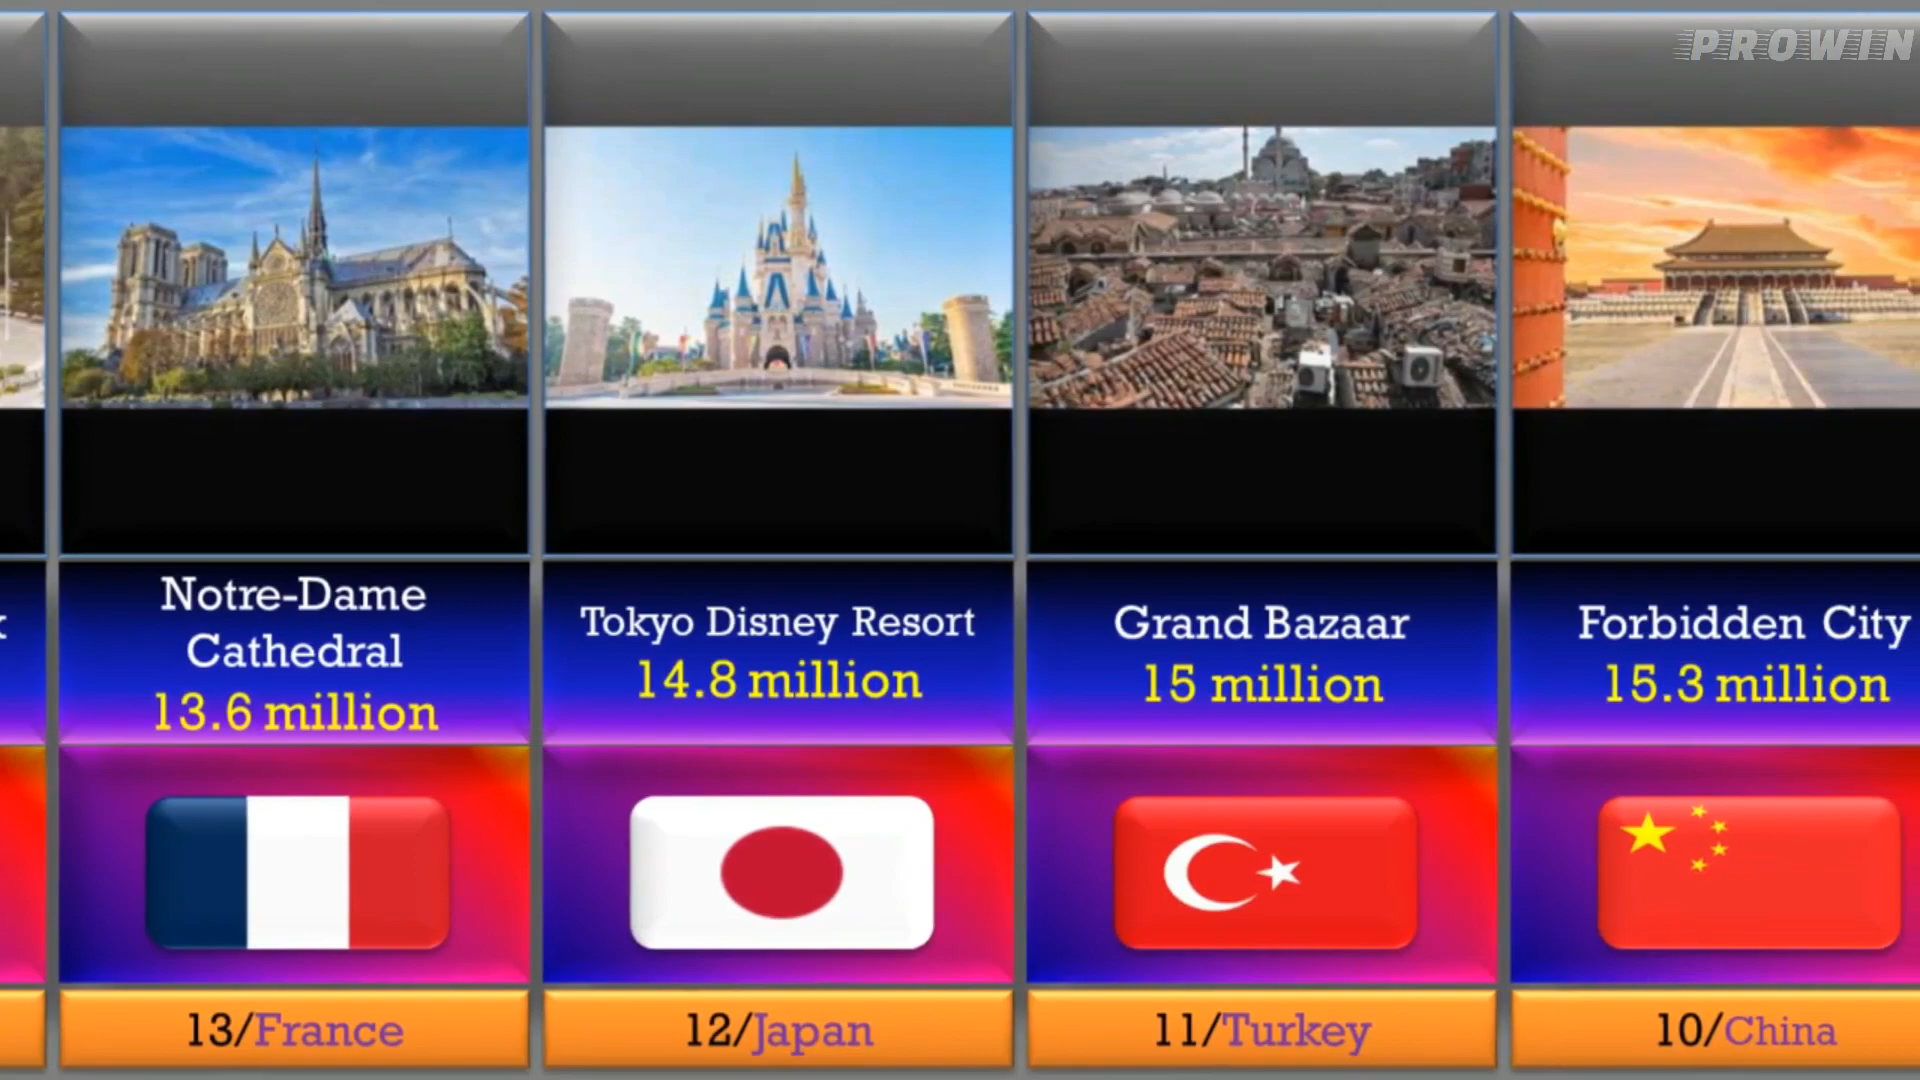 PROWIN
Notre-Dame
Cathedral
13.6 million
Tokyo Disney Resort
14.8 million
Grand Bazaar
15 million
Forbidden City
15.3 million
13/France
12/Japan
11/Turkey
10/China